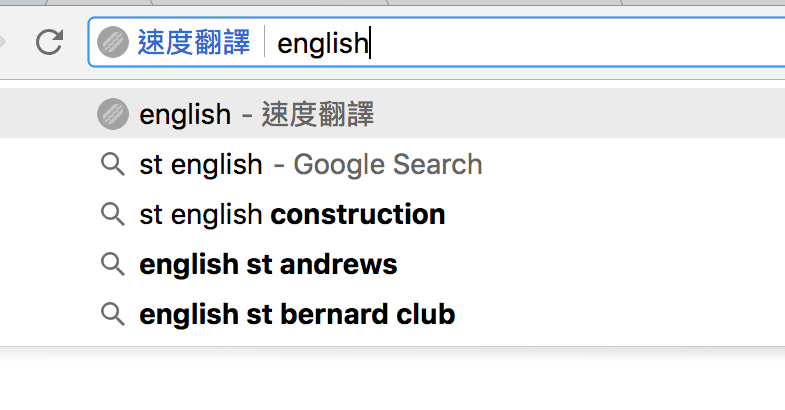 速度翻譯 english
english - 速度翻譯
st english - Google Search
st english construction
english st andrews
english st bernard club